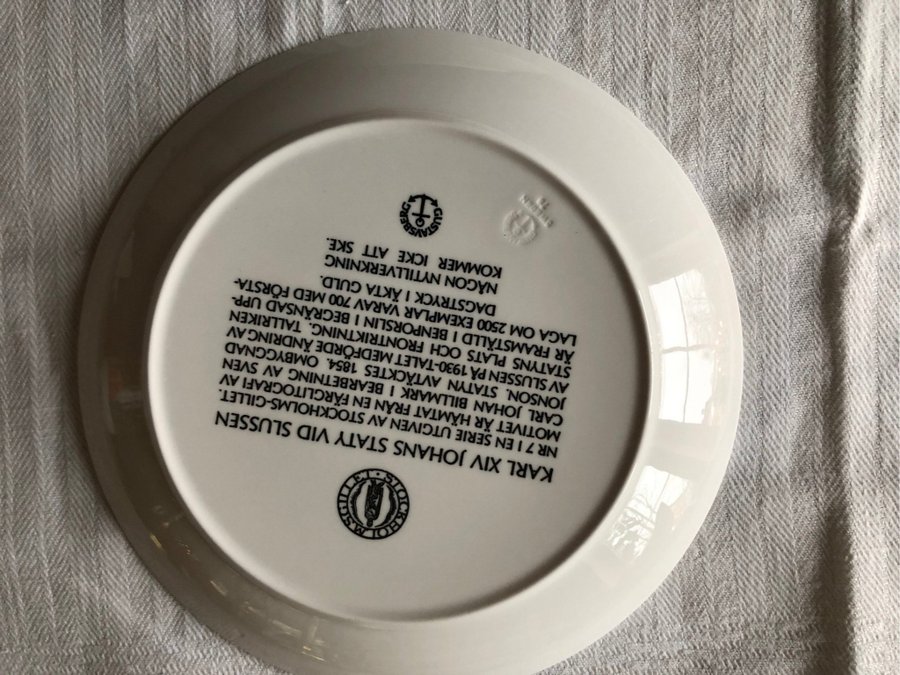 STOCKHOLMS·GILLET·
KARL XIV JOHANS STATY VID SLUSSEN
NR 7 I EN SERIE UTGIVEN AV STOCKHOLMS-GILLET.
MOTIVET ÄR HÄMTAT FRÅN EN FÄRGLITOGRAFI AV
CARL JOHAN BILLMARK I BEARBETNING AV SVEN
JONSON. STATYN AVTÄCKTES 1854. OMBYGGNAD
AV SLUSSEN PÅ 1930-TALET MEDFÖRDE ÄNDRING AV
STATYNS PLATS OCH FRONTRIKTNING. TALLRIKEN
ÄR FRAMSTÄLLD I BENPORSLIN I BEGRÄNSAD UPP-
LAGA OM 2500 EXEMPLAR VARAV 700 MED FÖRSTA-
DAGSTRYCK I ÄKTA GULD.
NÅGON NYTILLVERKNING
KOMMER ICKE ATT SKE.
GUSTAVSBERG